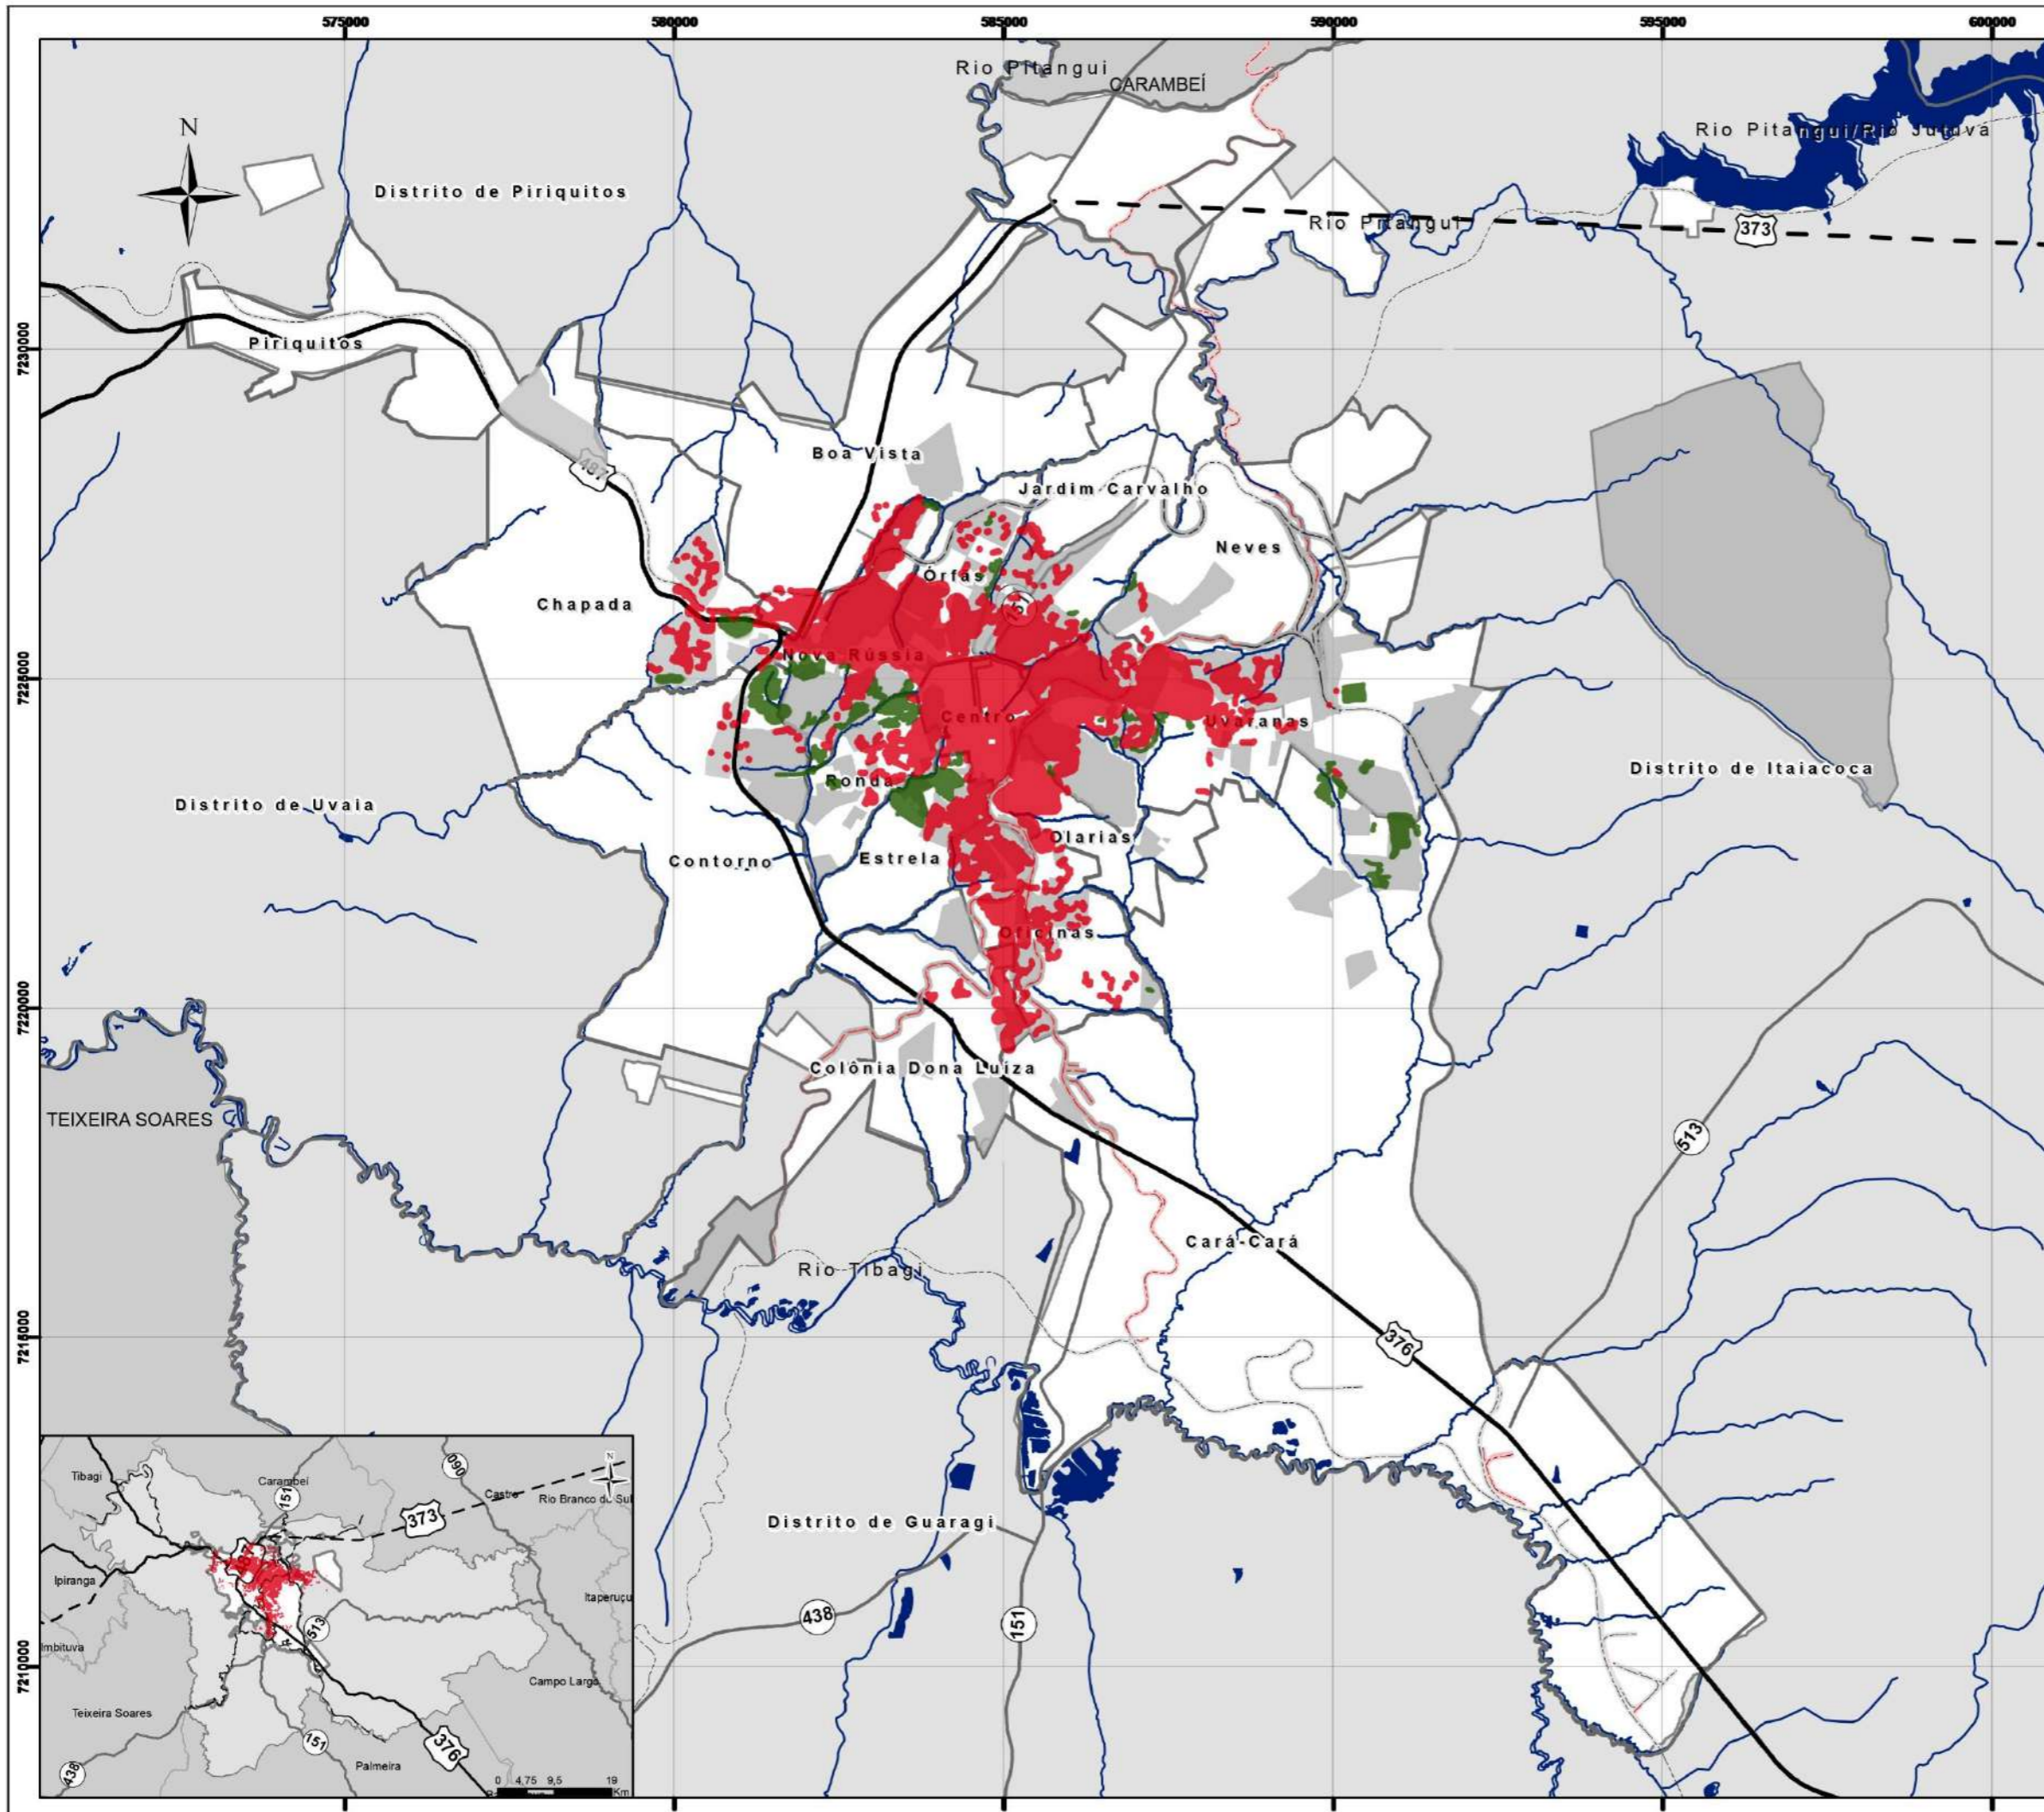 575000
580000
585000
590000
595000
600000
Rio Pitangui
CARAMBEÍ
N
Rio Pitangui/Rio Jutuva
Distrito de Piriquitos
Rio Pitangui
373
7230000
Piriquitos
Boa Vista
487
Jardim Carvalho
Neves
Órfãs
Chapada
151
Nova Rússia
7225000
Centro
Uvaranas
Ronda
Distrito de Itaiacoca
Distrito de Uvaia
Olarias
Contorno
Estrela
Oficinas
7220000
Colônia Dona Luíza
TEIXEIRA SOARES
513
Cará-Cará
Rio Tibagi
7215000
376
Distrito de Guaragi
438
151
7210000
Tibagi
Carambeí
151
090
N
Castro
Rio Branco do Sul
373
Ipiranga
Itaperuçu
513
Imbituva
Campo Largo
Teixeira Soares
151
376
Palmeira
438
0 4,75 9,5 19
Km